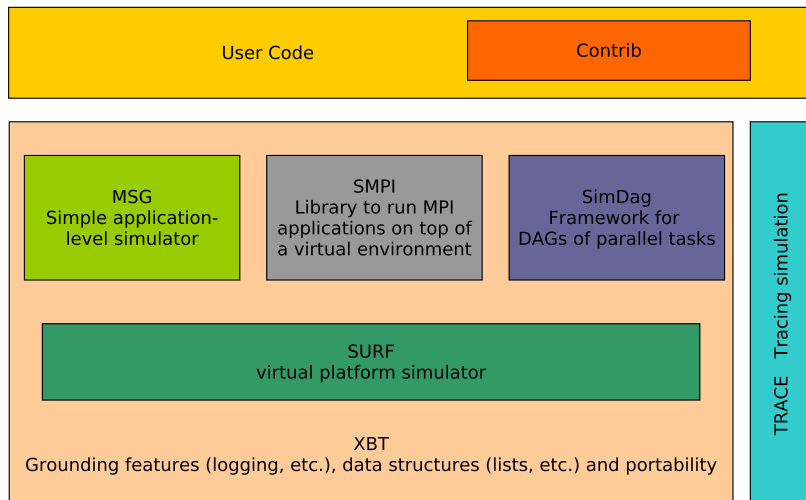 User Code
Contrib
MSG
Simple application-
level simulator
SMPI
Library to run MPI
applications on top of
a virtual environment
SimDag
Framework for
DAGs of parallel tasks
SURF
virtual platform simulator
XBT
Grounding features (logging, etc.), data structures (lists, etc.) and portability
TRACE Tracing simulation